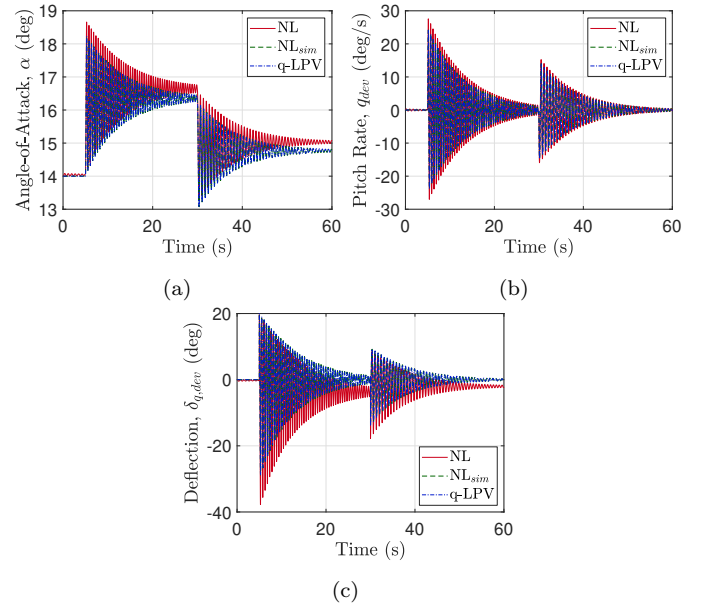 Angle-of-Attack, α (deg)
19
18
17
16
15
14
13
0
20
40
60
Time (s)
NL
NL_sim
q-LPV
(a)
Pitch Rate, q_dev (deg/s)
30
20
10
0
-10
-20
-30
0
20
40
60
Time (s)
NL
NL_sim
q-LPV
(b)
Deflection, δ_q,dev (deg)
20
0
-20
-40
0
20
40
60
Time (s)
NL
NL_sim
q-LPV
(c)